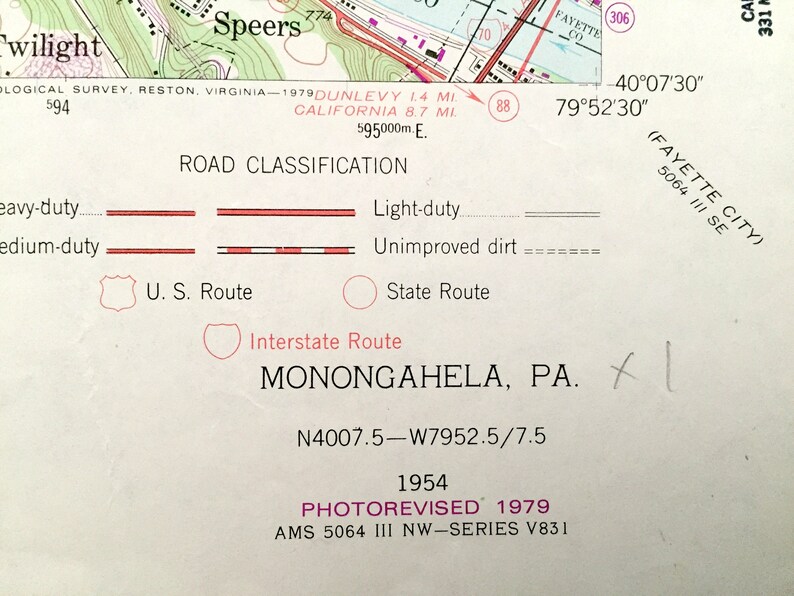 Speers
774
Twilight
70
FAYETTE
CO
306
OLOGICAL SURVEY, RESTON, VIRGINIA—1979
DUNLEVY 1.4 MI.
CALIFORNIA 8.7 MI.
88
40°07'30"
79°52'30"
594
595000m.E.
(FAYETTE CITY)
5064 III SE
ROAD CLASSIFICATION
eavy-duty
Light-duty
edium-duty
Unimproved dirt
U. S. Route
State Route
Interstate Route
MONONGAHELA, PA. x 1
N4007.5—W7952.5/7.5
1954
PHOTOREVISED 1979
AMS 5064 III NW—SERIES V831